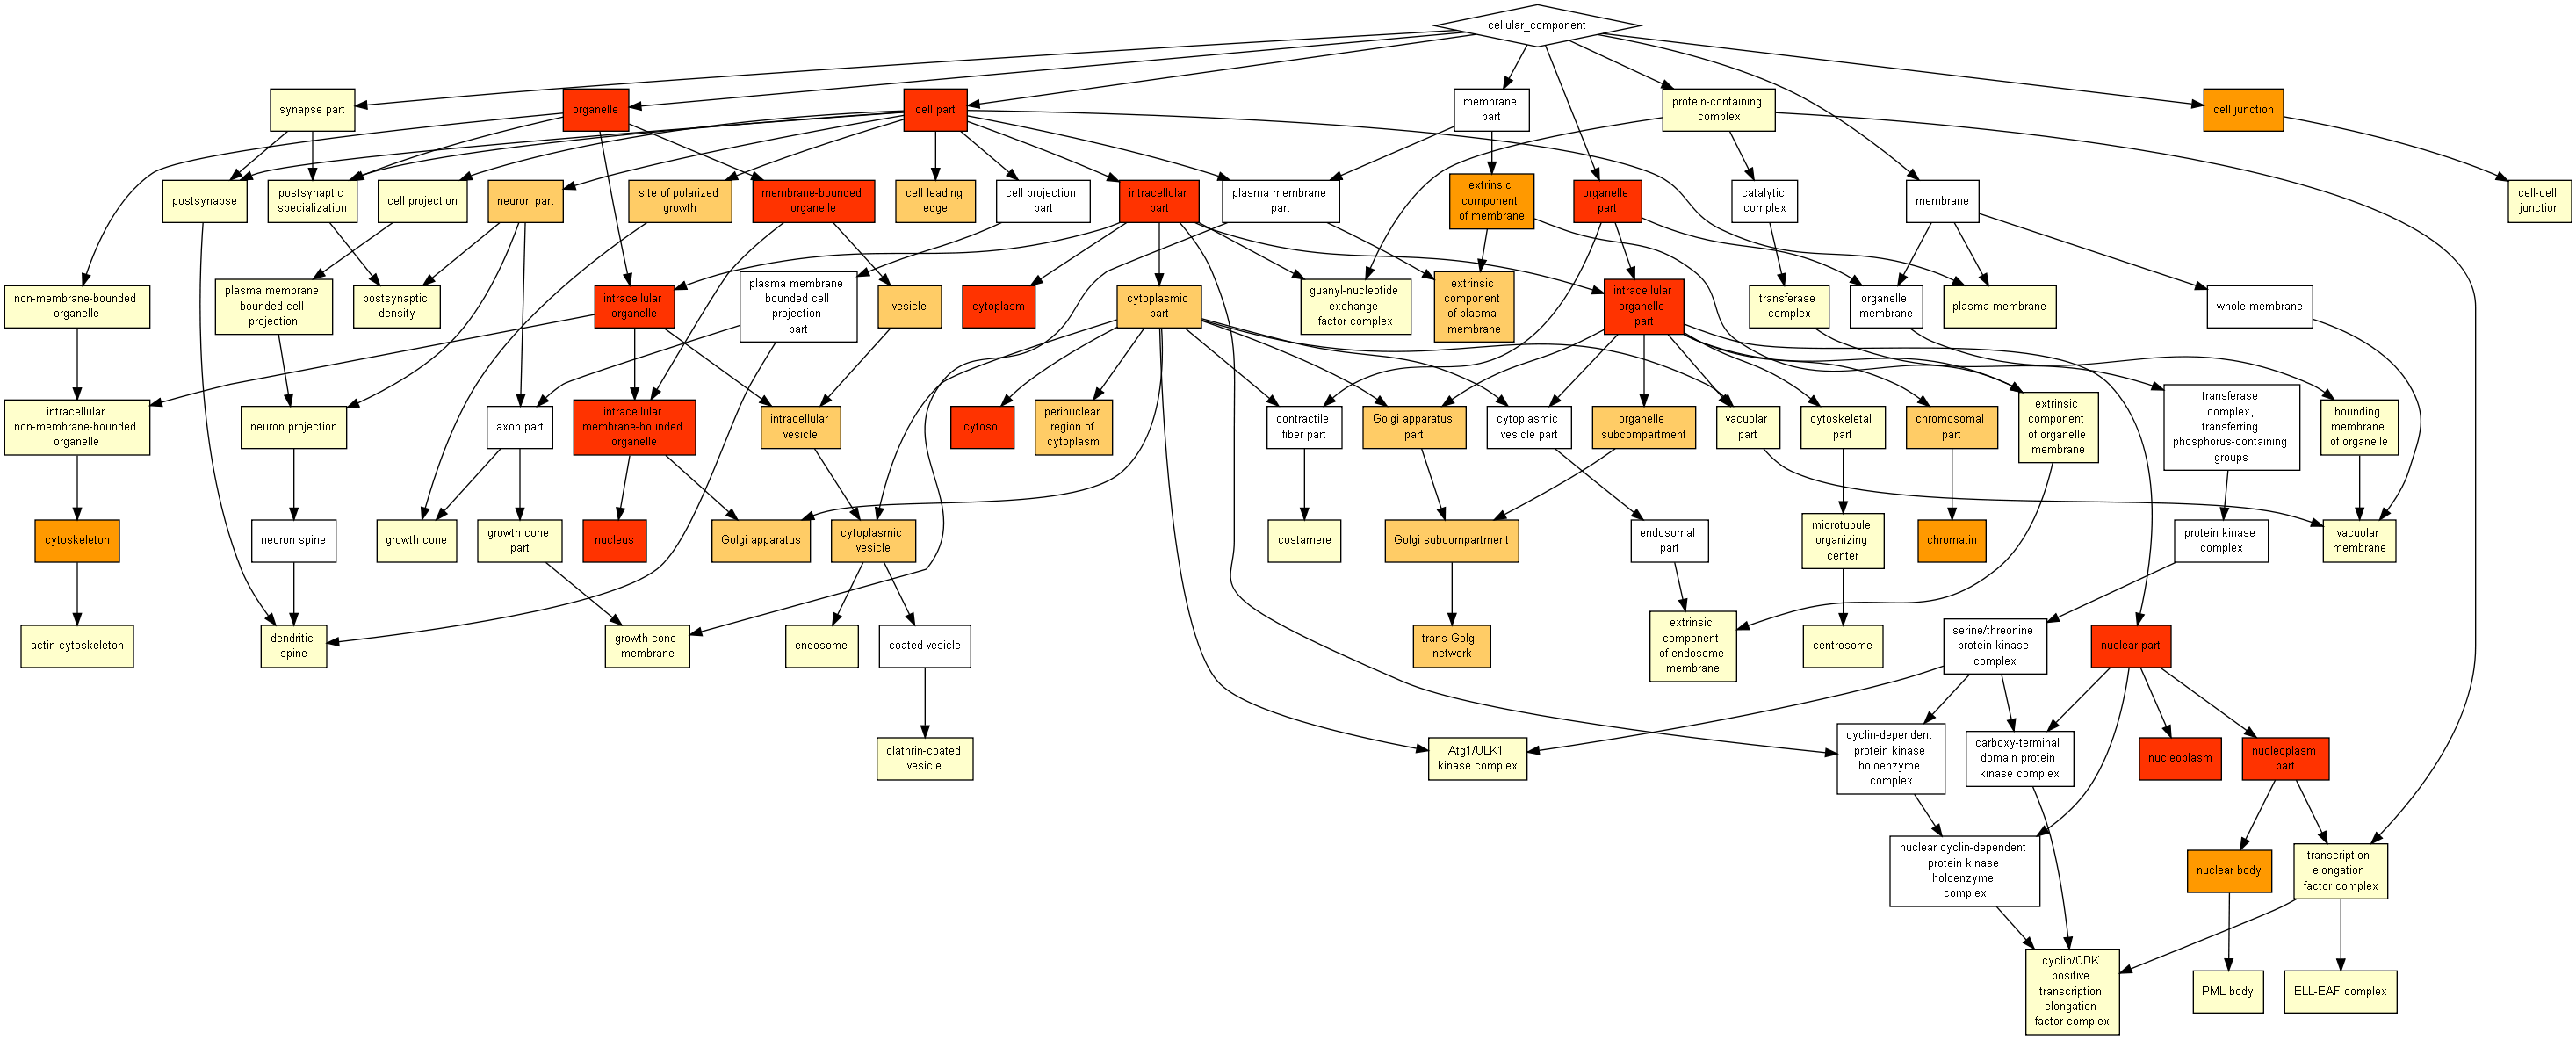 cellular_component
synapse part
organelle
cell part
membrane
part
protein-containing
complex
cell junction
postsynapse
postsynaptic
specialization
cell projection
neuron part
site of polarized
growth
membrane-bounded
organelle
cell leading
edge
cell projection
part
intracellular
part
plasma membrane
part
extrinsic
component
of membrane
organelle
part
catalytic
complex
membrane
cell-cell
junction
non-membrane-bounded
organelle
plasma membrane
bounded cell
projection
postsynaptic
density
intracellular
organelle
plasma membrane
bounded cell
projection
part
vesicle
cytoplasm
cytoplasmic
part
guanyl-nucleotide
exchange
factor complex
extrinsic
component
of plasma
membrane
intracellular
organelle
part
transferase
complex
organelle
membrane
plasma membrane
whole membrane
intracellular
non-membrane-bounded
organelle
neuron projection
axon part
intracellular
membrane-bounded
organelle
intracellular
vesicle
cytosol
perinuclear
region of
cytoplasm
contractile
fiber part
Golgi apparatus
part
cytoplasmic
vesicle part
organelle
subcompartment
vacuolar
part
cytoskeletal
part
chromosomal
part
extrinsic
component
of organelle
membrane
transferase
complex,
transferring
phosphorus-containing
groups
bounding
membrane
of organelle
cytoskeleton
neuron spine
growth cone
growth cone
part
nucleus
Golgi apparatus
cytoplasmic
vesicle
costamere
Golgi subcompartment
endosomal
part
microtubule
organizing
center
chromatin
protein kinase
complex
vacuolar
membrane
actin cytoskeleton
dendritic
spine
growth cone
membrane
endosome
coated vesicle
trans-Golgi
network
extrinsic
component
of endosome
membrane
centrosome
serine/threonine
protein kinase
complex
nuclear part
clathrin-coated
vesicle
Atg1/ULK1
kinase complex
cyclin-dependent
protein kinase
holoenzyme
complex
carboxy-terminal
domain protein
kinase complex
nucleoplasm
nucleoplasm
part
nuclear cyclin-dependent
protein kinase
holoenzyme
complex
nuclear body
transcription
elongation
factor complex
cyclin/CDK
positive
transcription
elongation
factor complex
PML body
ELL-EAF complex